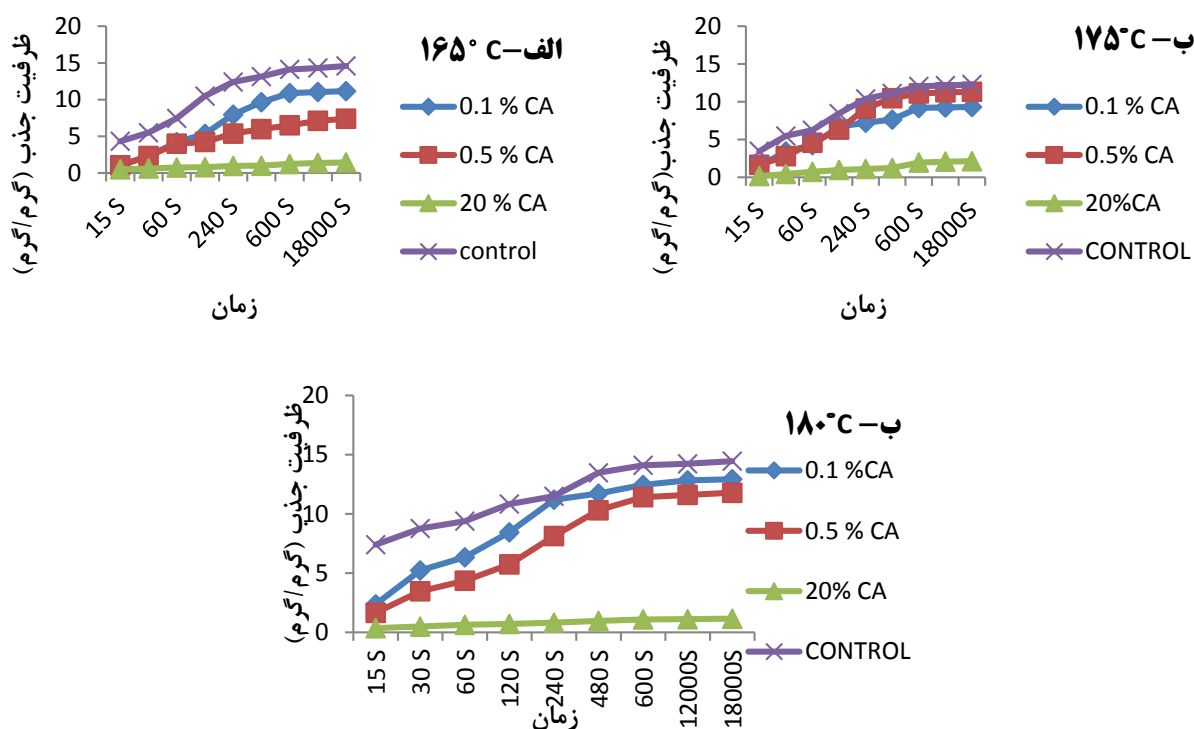 الف–۱۶۵° C
ظرفیت جذب (گرم/گرم)
20
15
10
5
0
15 S
60 S
240 S
600 S
18000 S
زمان
0.1 % CA
0.5 % CA
20 % CA
control
ب– ۱۷۵°C
ظرفیت جذب(گرم/گرم)
20
15
10
5
0
15 S
60 S
240 S
600 S
18000S
زمان
0.1 % CA
0.5% CA
20%CA
CONTROL
ب– ۱۸۰°C
ظرفیت جذب (گرم/گرم)
20
15
10
5
0
15 S
30 S
60 S
120 S
240 S
480 S
600 S
12000S
18000S
زمان
0.1 %CA
0.5 % CA
20% CA
CONTROL